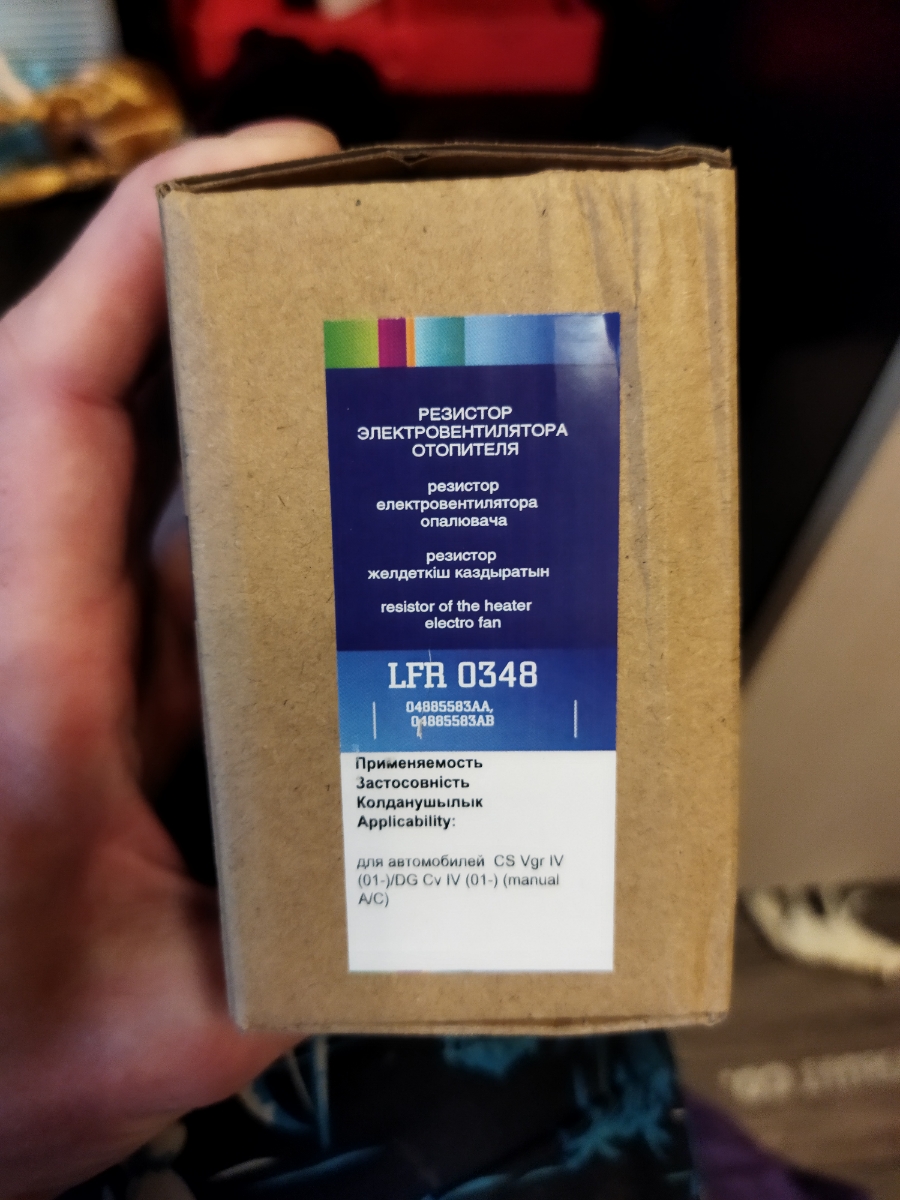 РЕЗИСТОР
ЭЛЕКТРОВЕНТИЛЯТОРА
ОТОПИТЕЛЯ
резистор
електровентилятора
опалювача
резистор
желдеткіш каздыратын
resistor of the heater
electro fan
LFR 0348
04885583AA,
04885583AB
Применяемость
Застосовність
Колданушылык
Applicability:
для автомобилей CS Vgr IV
(01-)/DG Cv IV (01-) (manual
A/C)